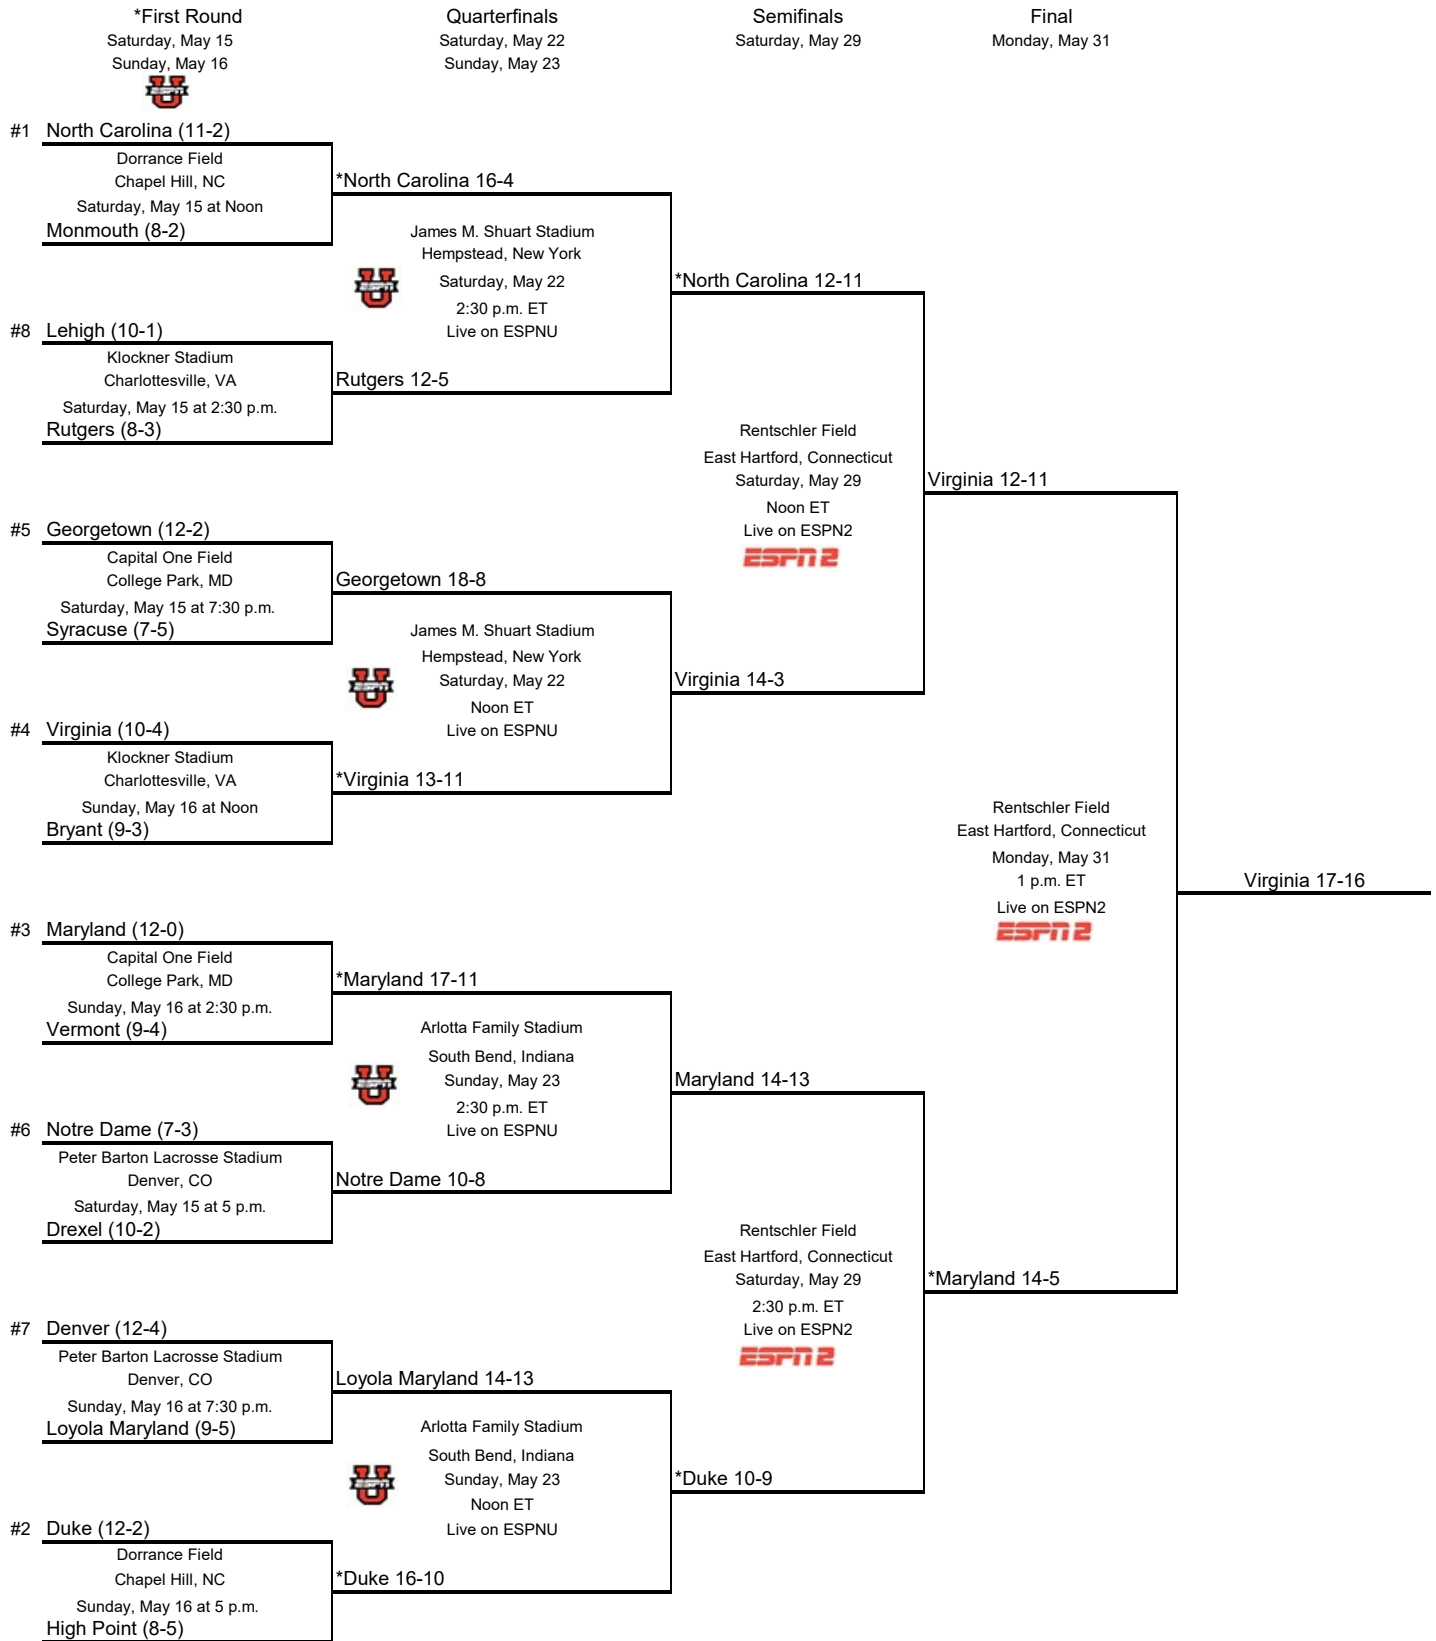 *First Round
Saturday, May 15
Sunday, May 16
ESPN U
Quarterfinals
Saturday, May 22
Sunday, May 23
Semifinals
Saturday, May 29
Final
Monday, May 31
#1 North Carolina (11-2)
Dorrance Field
Chapel Hill, NC
Saturday, May 15 at Noon
Monmouth (8-2)
#8 Lehigh (10-1)
Klockner Stadium
Charlottesville, VA
Saturday, May 15 at 2:30 p.m.
Rutgers (8-3)
#5 Georgetown (12-2)
Capital One Field
College Park, MD
Saturday, May 15 at 7:30 p.m.
Syracuse (7-5)
#4 Virginia (10-4)
Klockner Stadium
Charlottesville, VA
Sunday, May 16 at Noon
Bryant (9-3)
#3 Maryland (12-0)
Capital One Field
College Park, MD
Sunday, May 16 at 2:30 p.m.
Vermont (9-4)
#6 Notre Dame (7-3)
Peter Barton Lacrosse Stadium
Denver, CO
Saturday, May 15 at 5 p.m.
Drexel (10-2)
#7 Denver (12-4)
Peter Barton Lacrosse Stadium
Denver, CO
Sunday, May 16 at 7:30 p.m.
Loyola Maryland (9-5)
#2 Duke (12-2)
Dorrance Field
Chapel Hill, NC
Sunday, May 16 at 5 p.m.
High Point (8-5)
*North Carolina 16-4
James M. Shuart Stadium
Hempstead, New York
Saturday, May 22
2:30 p.m. ET
Live on ESPNU
ESPN U
Rutgers 12-5
Georgetown 18-8
James M. Shuart Stadium
Hempstead, New York
Saturday, May 22
Noon ET
Live on ESPNU
ESPN U
*Virginia 13-11
*Maryland 17-11
Arlotta Family Stadium
South Bend, Indiana
Sunday, May 23
2:30 p.m. ET
Live on ESPNU
ESPN U
Notre Dame 10-8
Loyola Maryland 14-13
Arlotta Family Stadium
South Bend, Indiana
Sunday, May 23
Noon ET
Live on ESPNU
ESPN U
*Duke 16-10
*North Carolina 12-11
Rentschler Field
East Hartford, Connecticut
Saturday, May 29
Noon ET
Live on ESPN2
ESPN 2
Virginia 14-3
Maryland 14-13
Rentschler Field
East Hartford, Connecticut
Saturday, May 29
2:30 p.m. ET
Live on ESPN2
ESPN 2
*Duke 10-9
Virginia 12-11
Rentschler Field
East Hartford, Connecticut
Monday, May 31
1 p.m. ET
Live on ESPN2
ESPN 2
*Maryland 14-5
Virginia 17-16